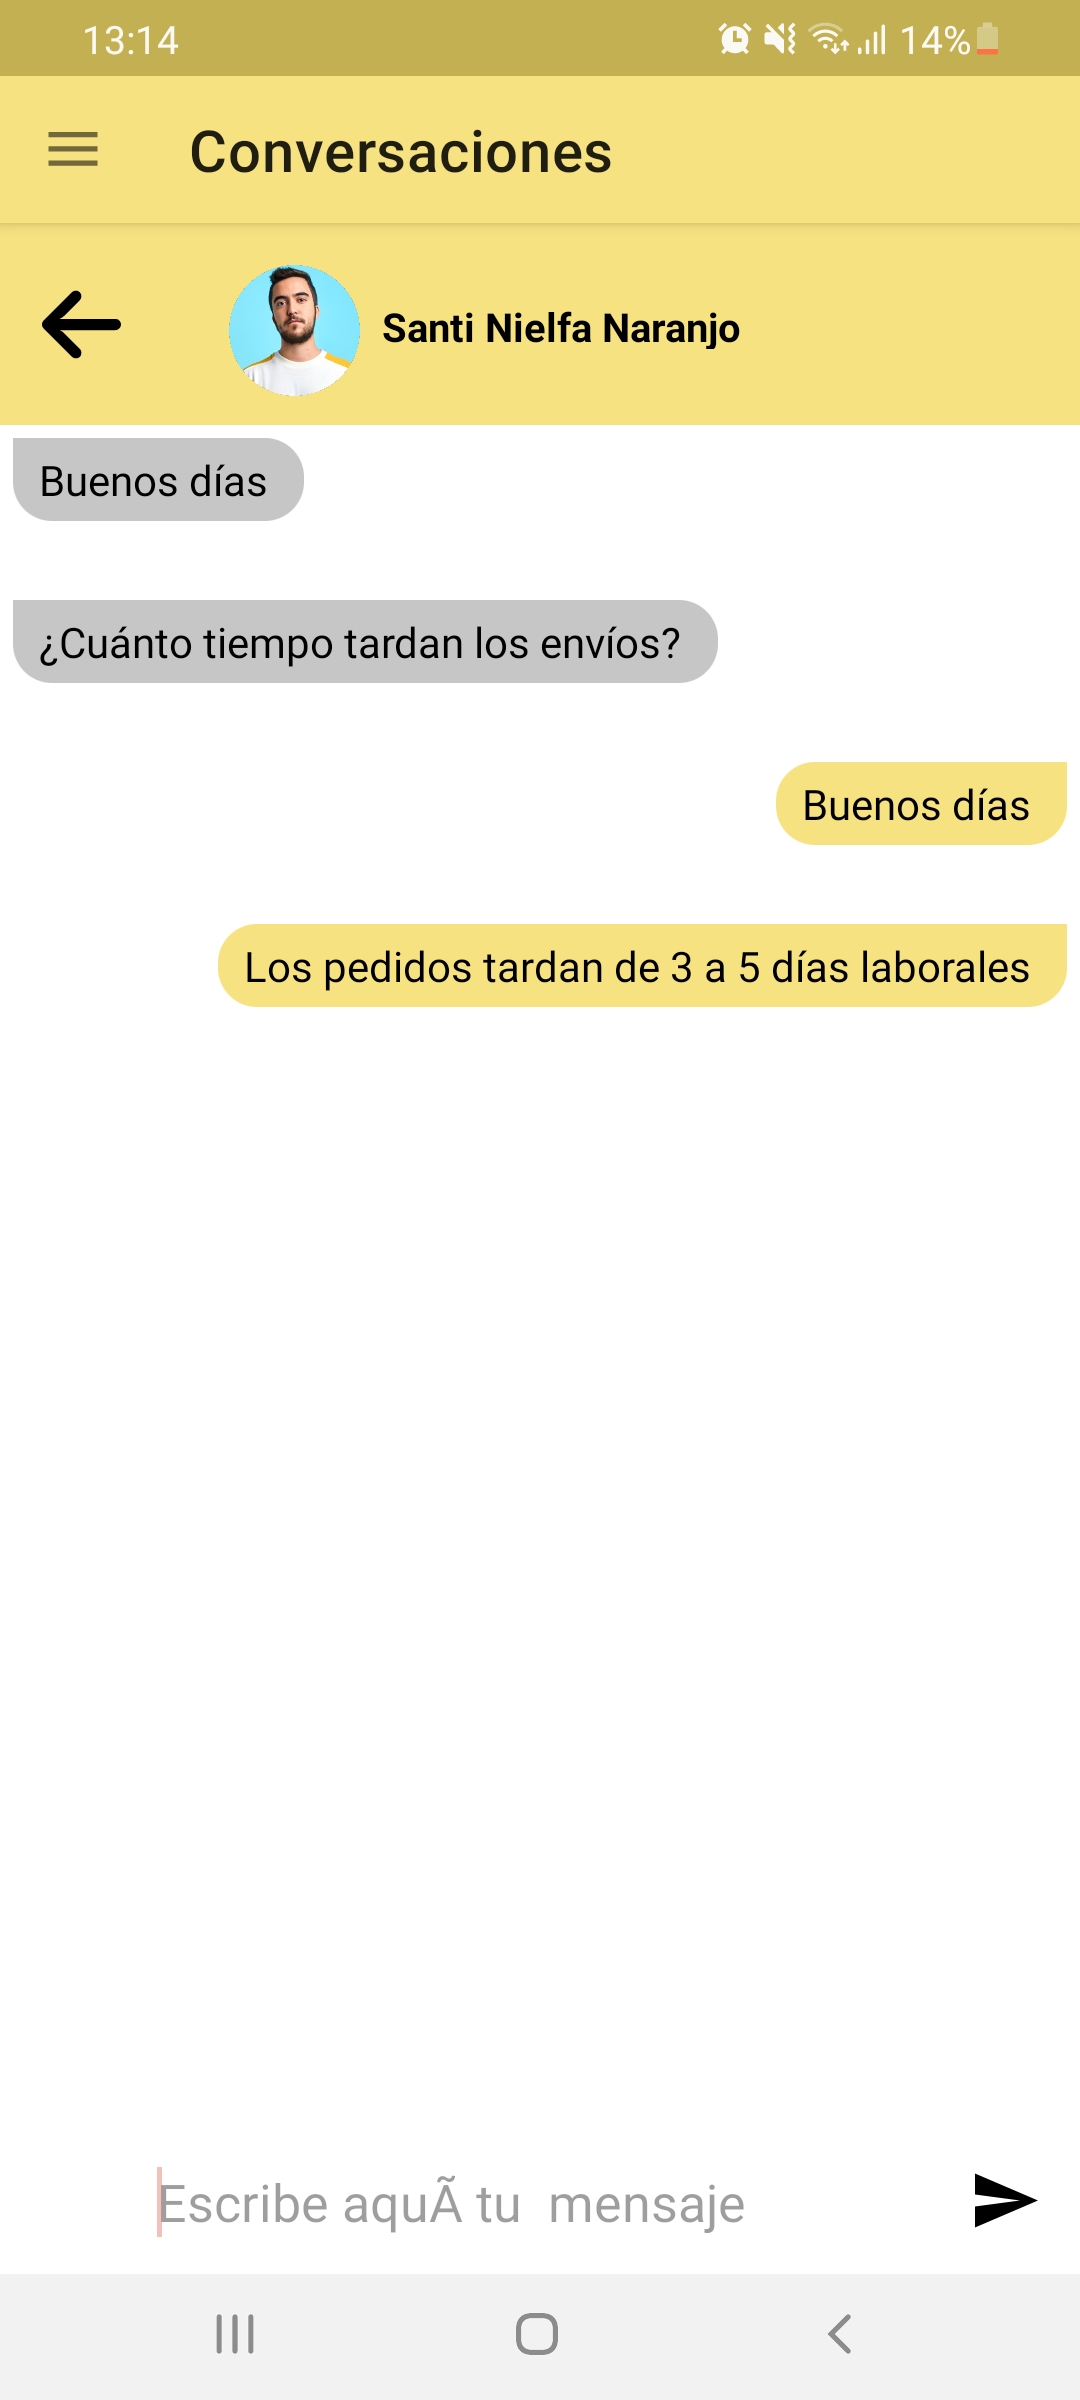 13:14 14%
Conversaciones
Santi Nielfa Naranjo
Buenos días
¿Cuánto tiempo tardan los envíos?
Buenos días
Los pedidos tardan de 3 a 5 días laborales
Escribe aquÃ tu  mensaje